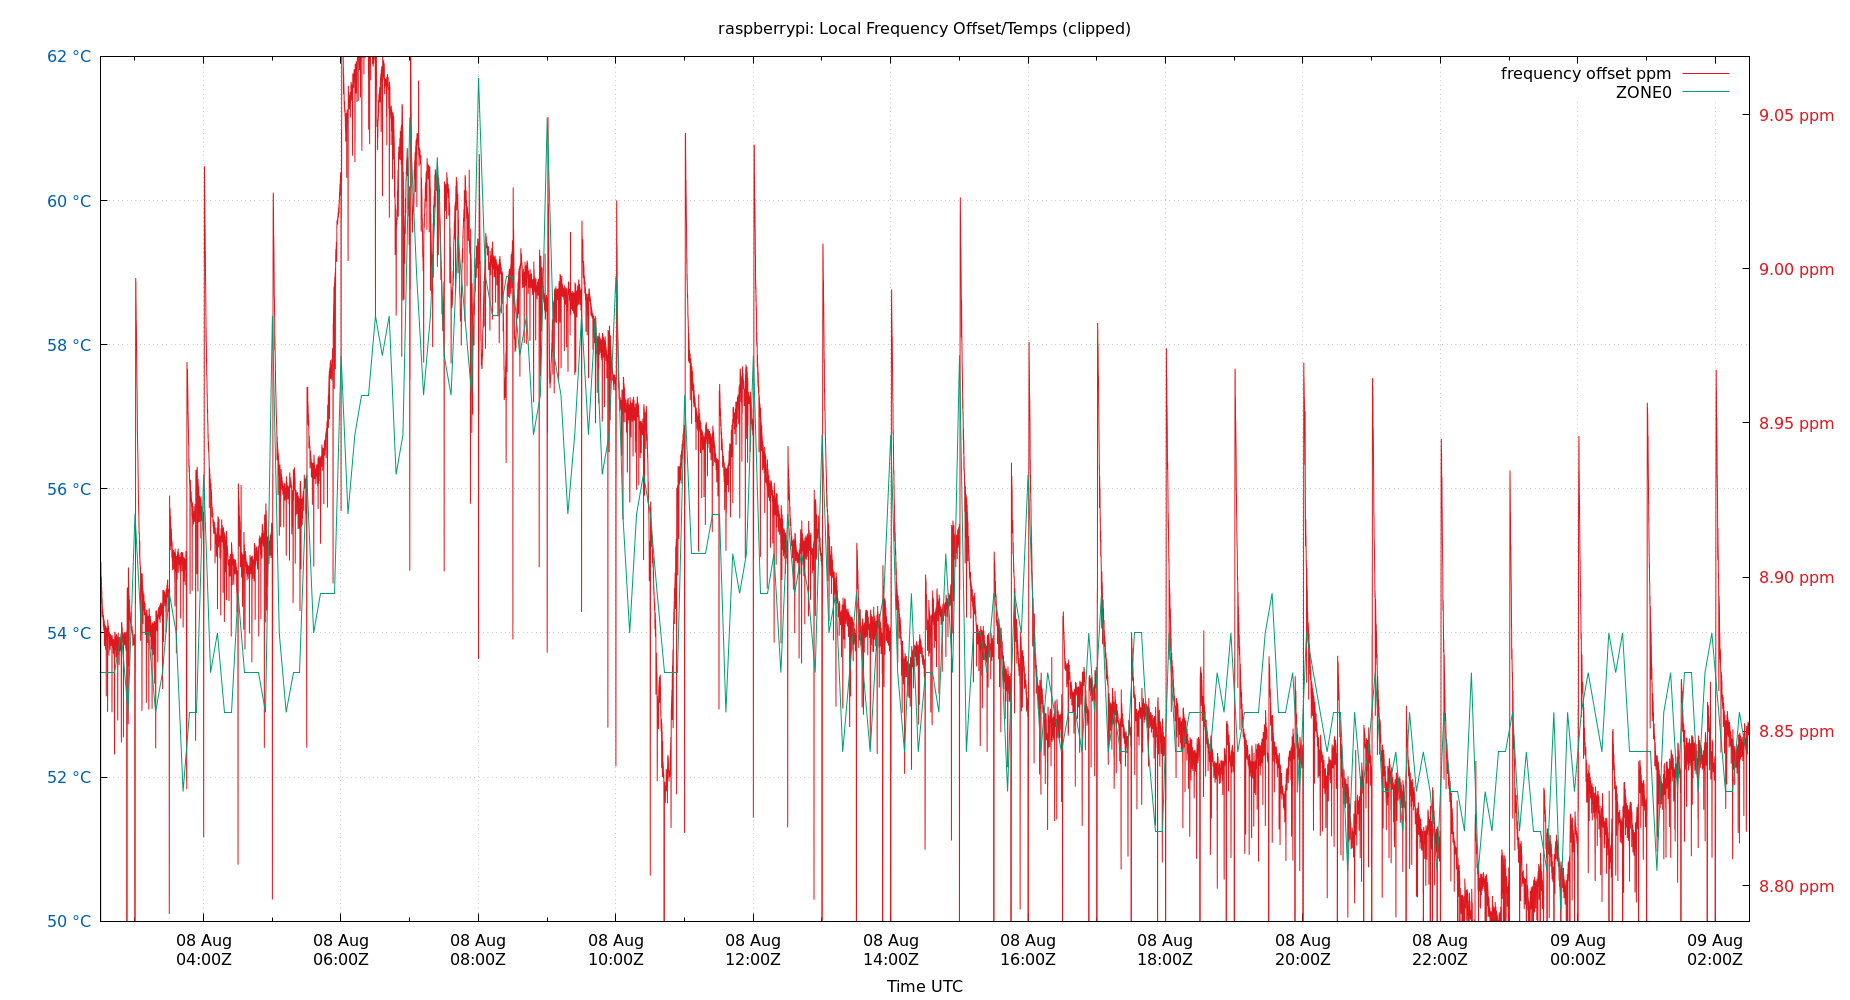 raspberrypi: Local Frequency Offset/Temps (clipped)
62 °C
frequency offset ppm
ZONE0
9.05 ppm
60 °C
9.00 ppm
58 °C
8.95 ppm
56 °C
8.90 ppm
54 °C
8.85 ppm
52 °C
8.80 ppm
50 °C
08 Aug 08 Aug 08 Aug 08 Aug 08 Aug 08 Aug 08 Aug 08 Aug 08 Aug 08 Aug 09 Aug 09 Aug
04:00Z 06:00Z 08:00Z 10:00Z 12:00Z 14:00Z 16:00Z 18:00Z 20:00Z 22:00Z 00:00Z 02:00Z
Time UTC